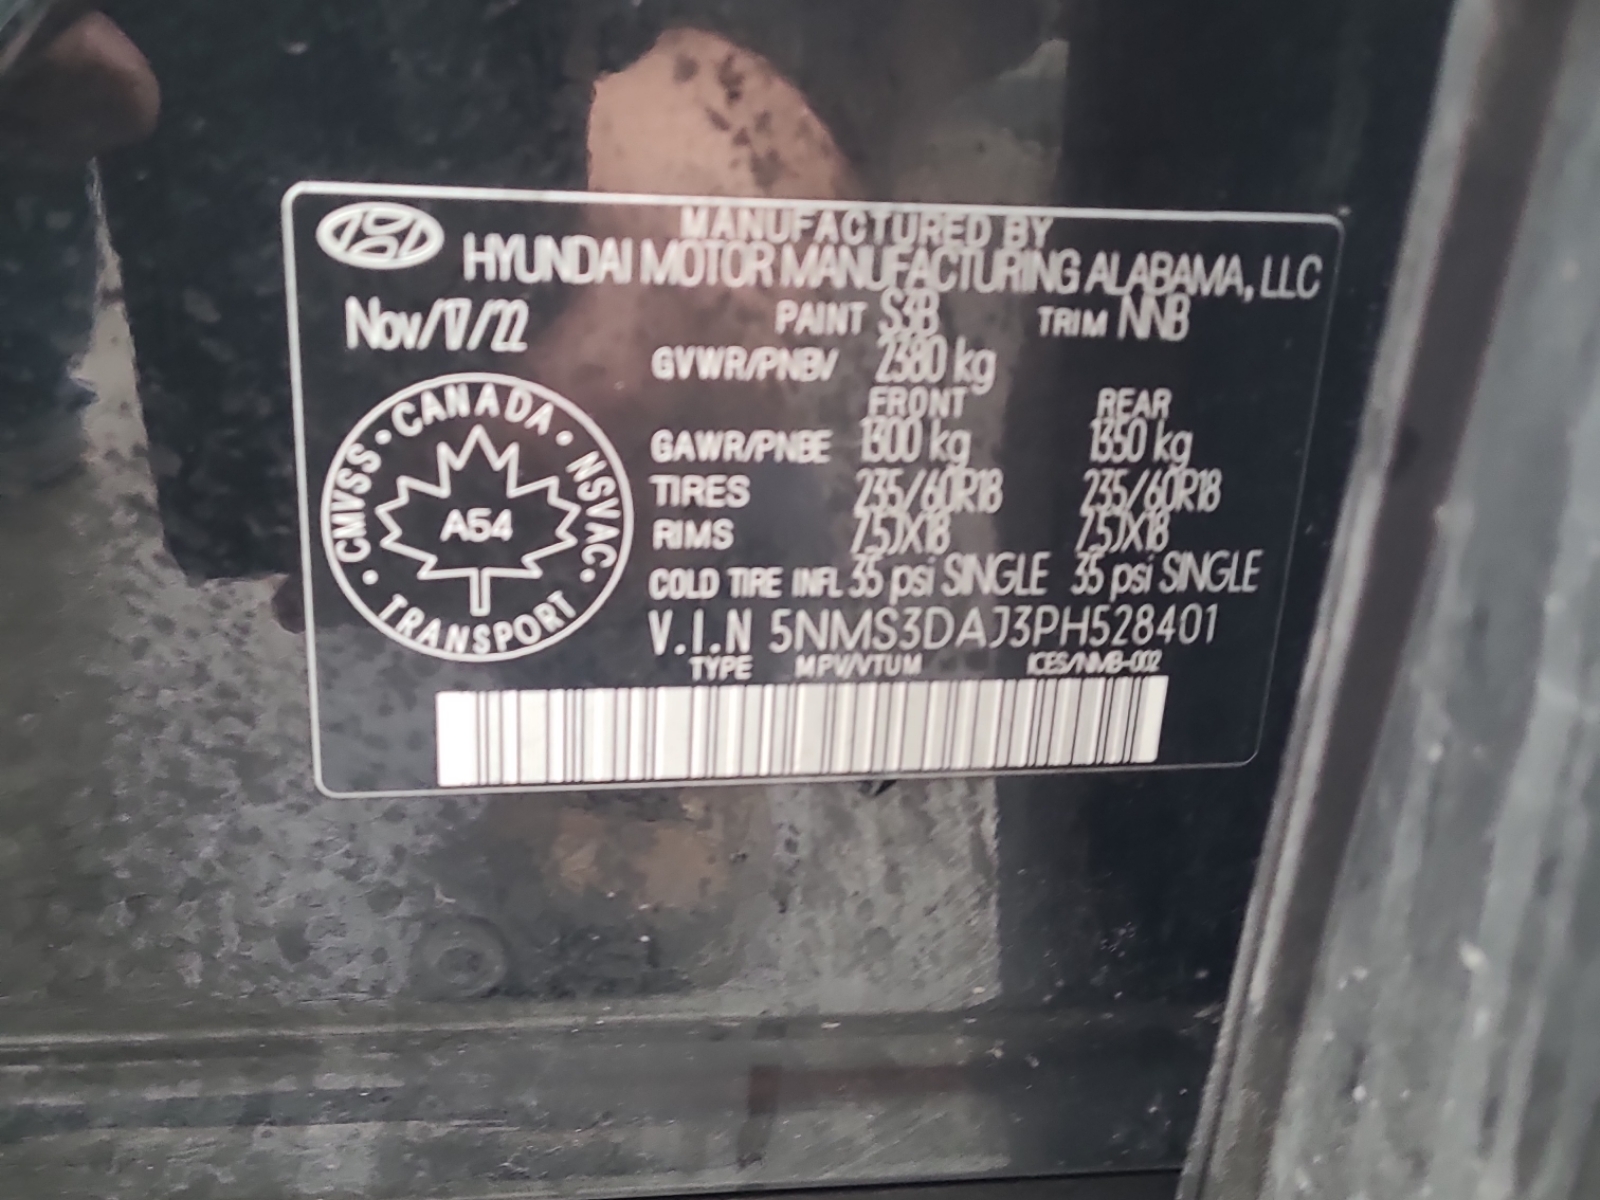 MANUFACTURED BY
HYUNDAI MOTOR MANUFACTURING ALABAMA, LLC
Nov/17/22 PAINT S3B TRIM NNB
GVWR/PNBV 2380 kg
FRONT REAR
GAWR/PNBE 1300 kg 1350 kg
TIRES 235/60R18 235/60R18
RIMS 7.5JX18 7.5JX18
COLD TIRE INFL 35 psi SINGLE 35 psi SINGLE
V.I.N 5NMS3DAJ3PH528401
TYPE MPV/VTUM ICES/NMB-002
CANADA · NSVAC · TRANSPORT · CMVSS ·
A54